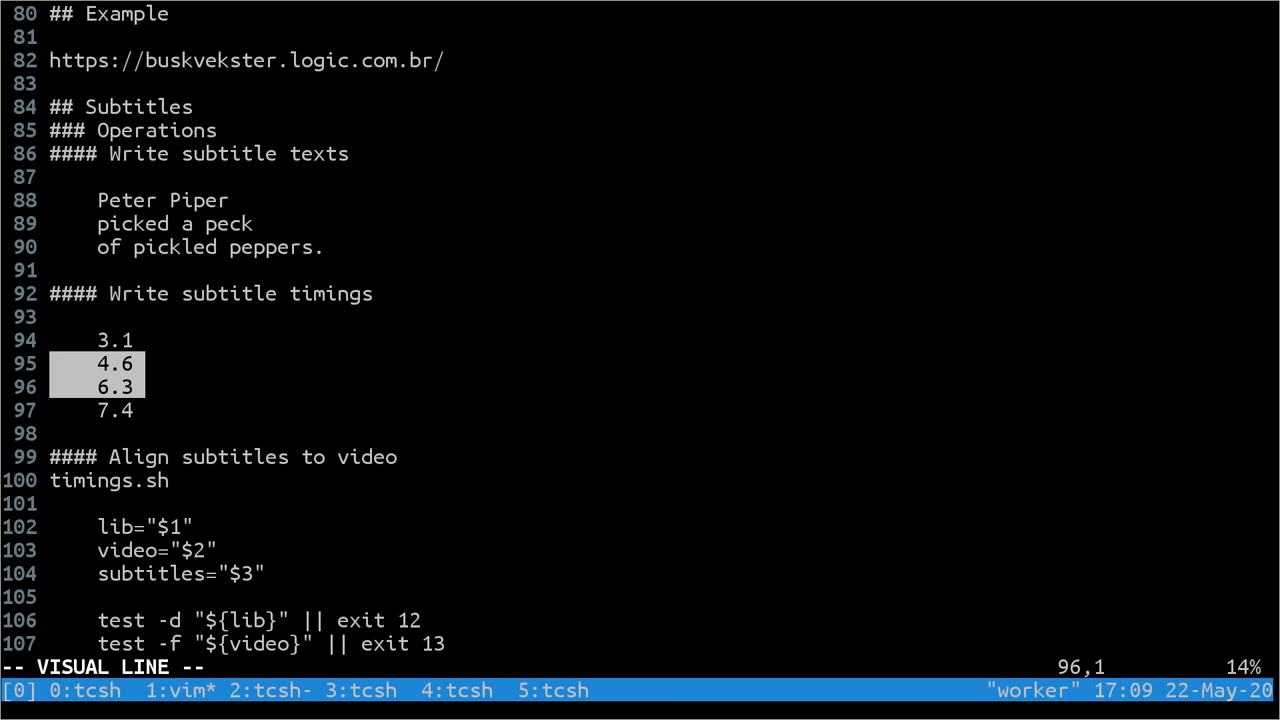 80 ## Example
81
82 https://buskvekster.logic.com.br/
83
84 ## Subtitles
85 ### Operations
86 #### Write subtitle texts
87
88     Peter Piper
89     picked a peck
90     of pickled peppers.
91
92 #### Write subtitle timings
93
94     3.1
95     4.6
96     6.3
97     7.4
98
99 #### Align subtitles to video
100 timings.sh
101
102     lib="$1"
103     video="$2"
104     subtitles="$3"
105
106     test -d "${lib}" || exit 12
107     test -f "${video}" || exit 13
-- VISUAL LINE -- 96,1 14%
[0] 0:tcsh  1:vim* 2:tcsh- 3:tcsh  4:tcsh  5:tcsh "worker" 17:09 22-May-20